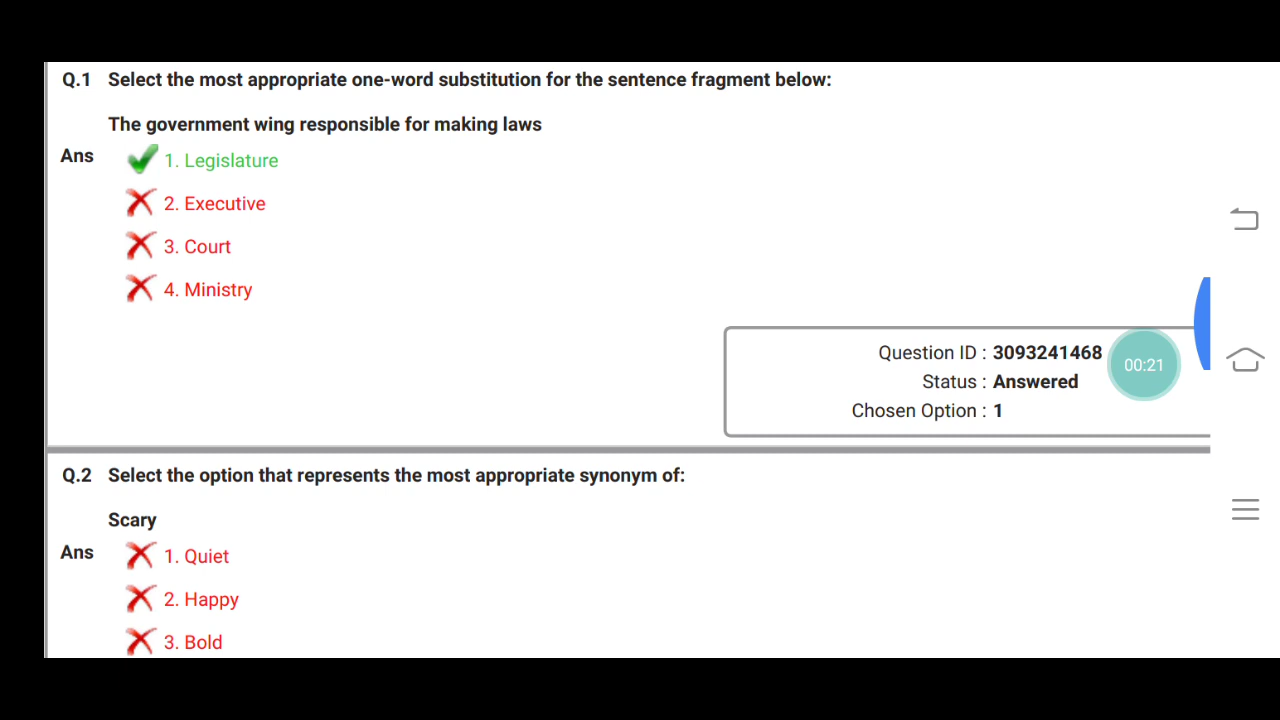 Q.1 Select the most appropriate one-word substitution for the sentence fragment below:
The government wing responsible for making laws
Ans 1. Legislature
2. Executive
3. Court
4. Ministry
Question ID : 3093241468
00:21
Status : Answered
Chosen Option : 1
Q.2 Select the option that represents the most appropriate synonym of:
Scary
Ans 1. Quiet
2. Happy
3. Bold